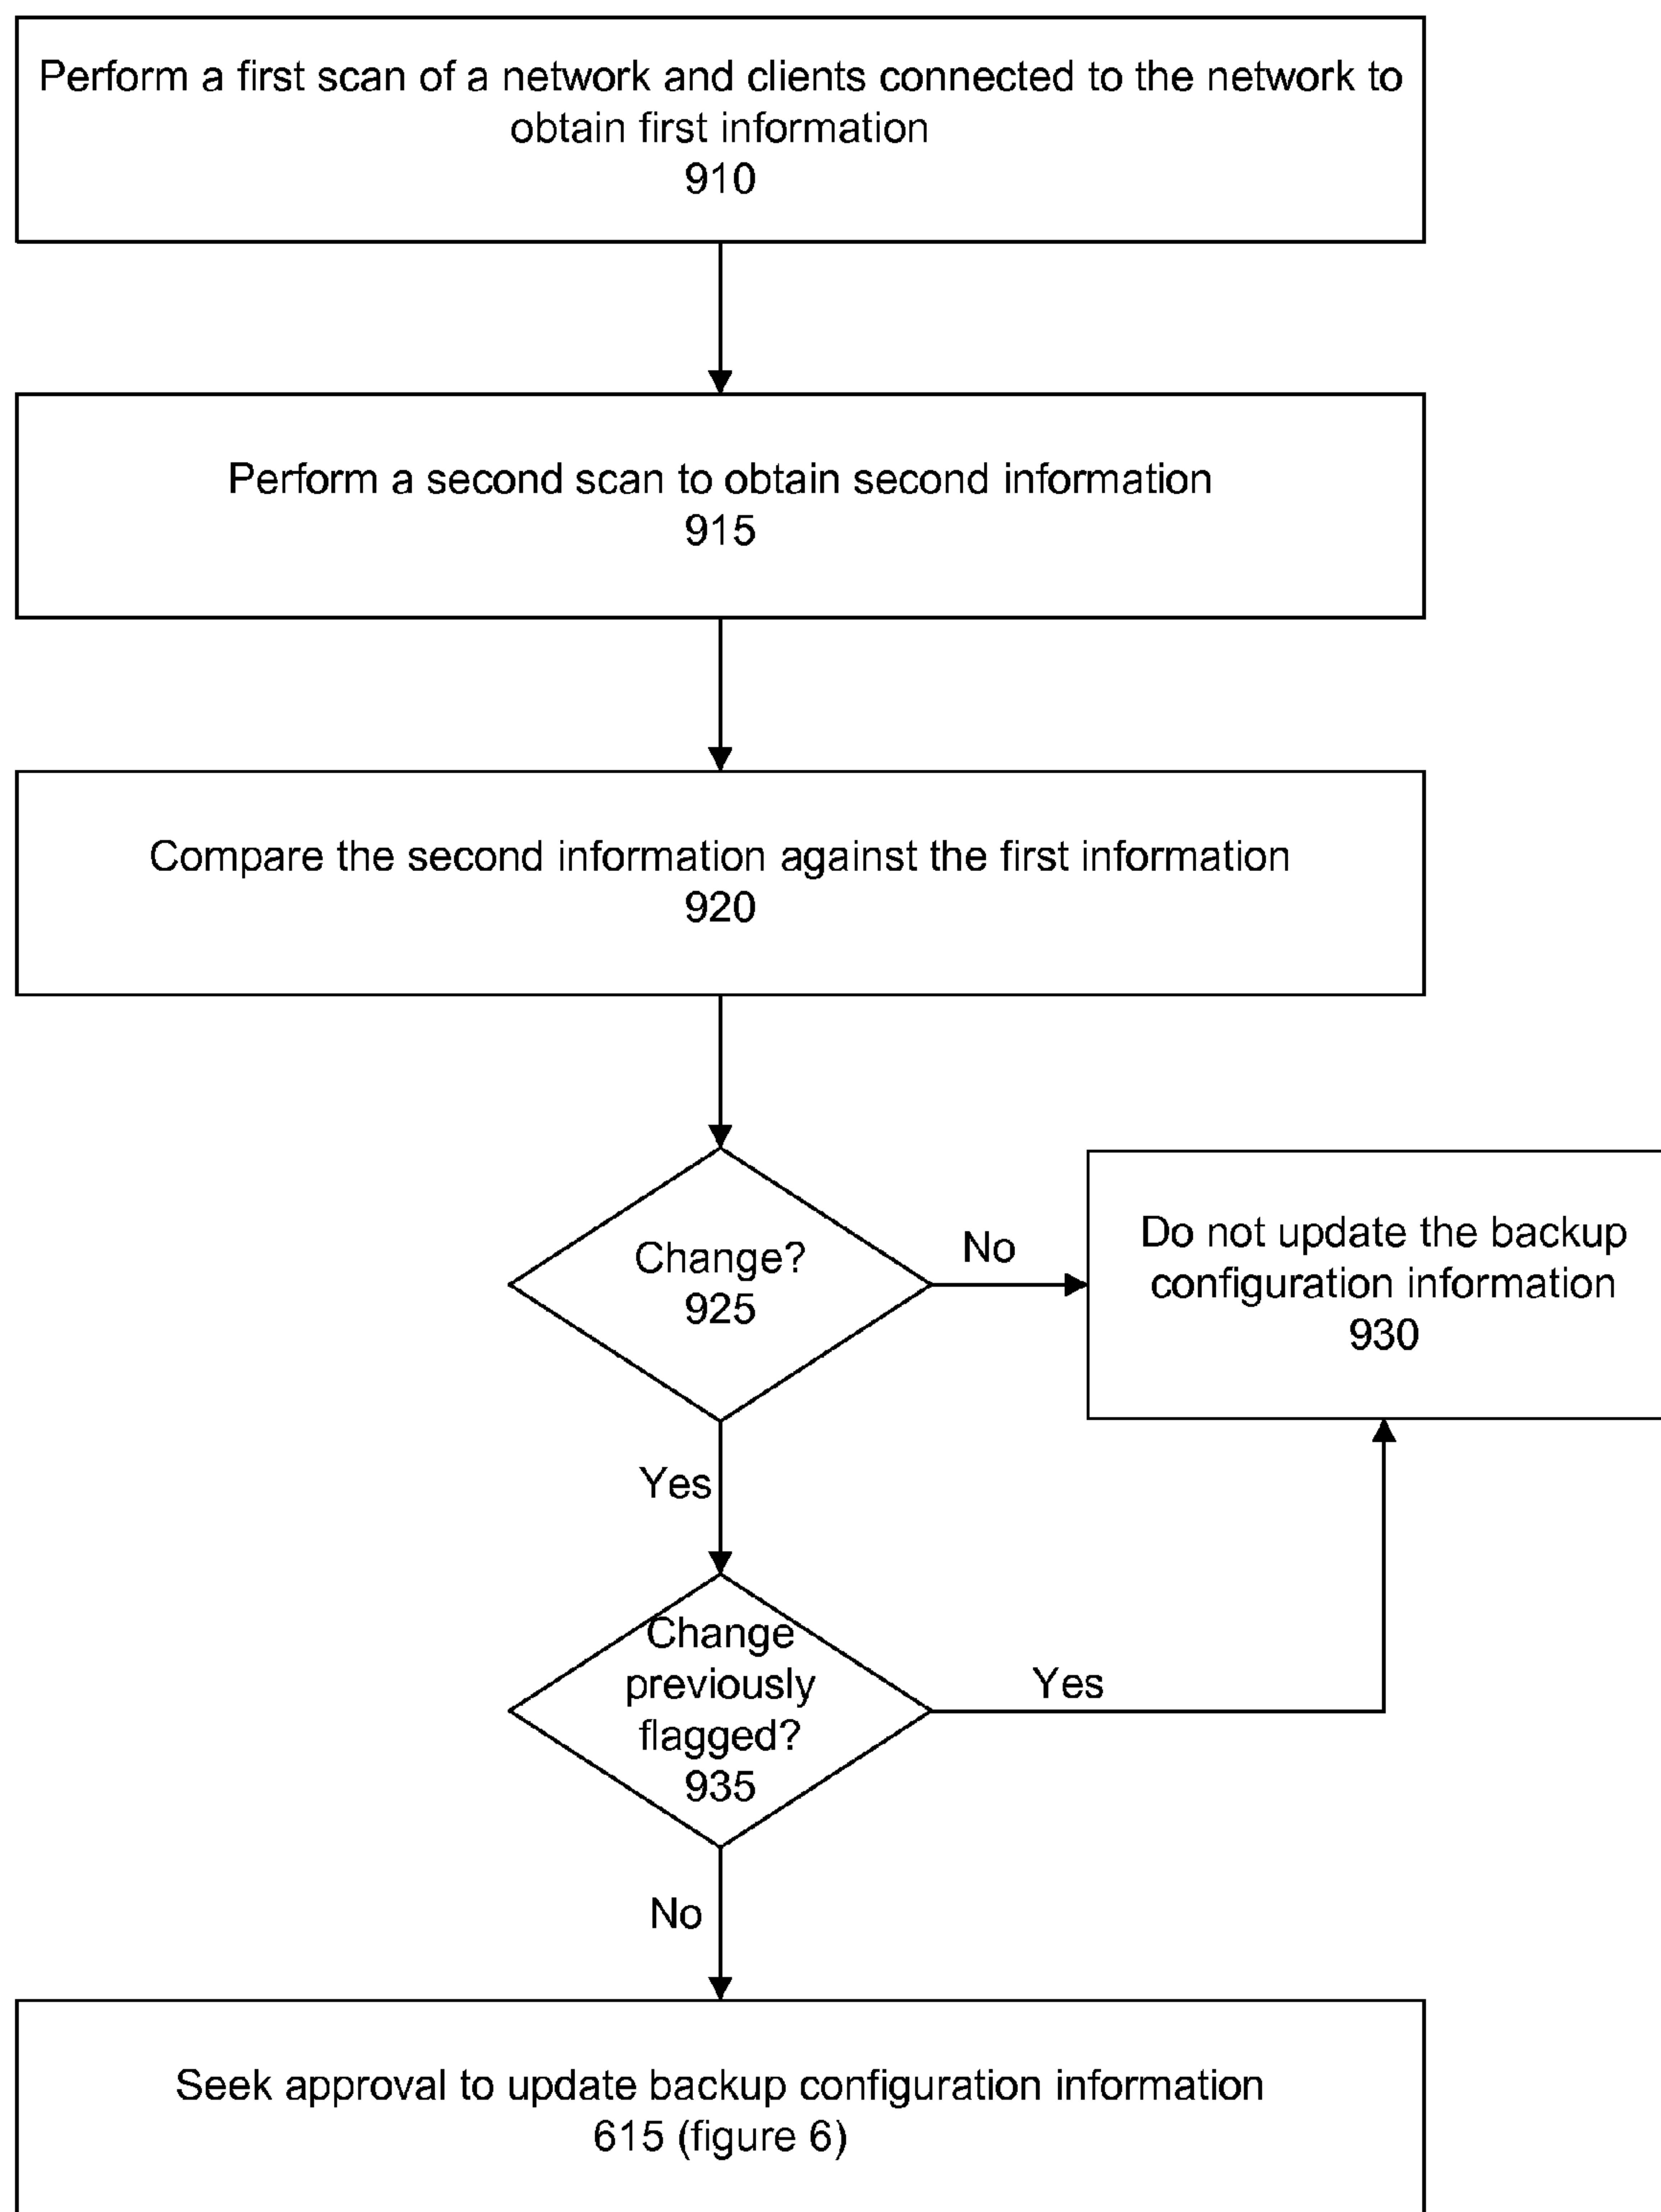 Perform a first scan of a network and clients connected to the network to
obtain first information
910
Perform a second scan to obtain second information
915
Compare the second information against the first information
920
Change?
925
No
Do not update the backup
configuration information
930
Yes
Change
previously
flagged?
935
Yes
No
Seek approval to update backup configuration information
615 (figure 6)